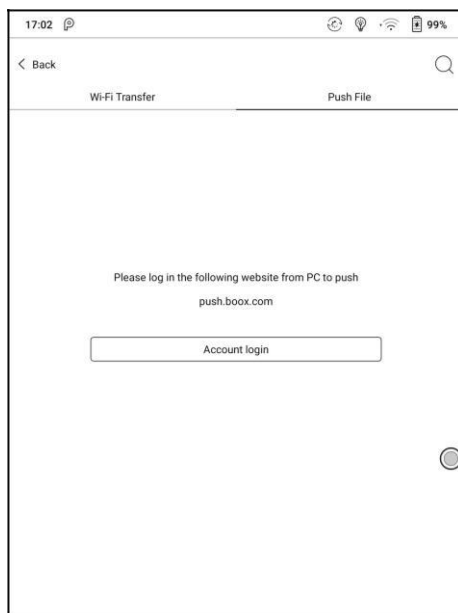 17:02 99%
Back
Wi-Fi Transfer Push File
Please log in the following website from PC to push
push.boox.com
Account login